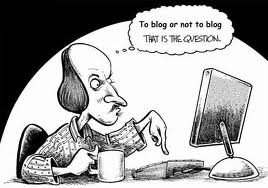 To blog or not to blog
THAT IS THE QUESTION.